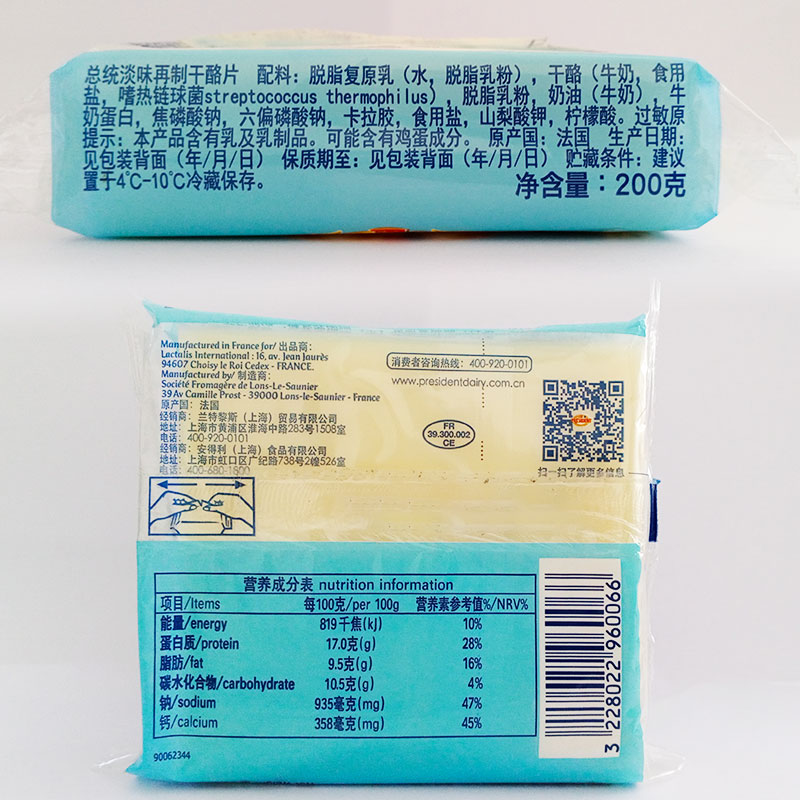 总统淡味再制干酪片 配料：脱脂复原乳（水，脱脂乳粉），干酪（牛奶，食用
盐，嗜热链球菌streptococcus thermophilus），脱脂乳粉，奶油（牛奶），牛
奶蛋白，焦磷酸钠，六偏磷酸钠，卡拉胶，食用盐，山梨酸钾，柠檬酸。过敏原
提示：本产品含有乳及乳制品。可能含有鸡蛋成分。 原产国：法国 生产日期：
见包装背面（年/月/日） 保质期至：见包装背面（年/月/日） 贮藏条件：建议
置于4℃-10℃冷藏保存。
净含量：200克
Manufactured in France for/ 出品商：
Lactalis International : 16, av. Jean Jaurès
94607 Choisy le Roi Cedex - FRANCE.
Manufactured by/ 制造商：
Société Fromagère de Lons-Le-Saunier
39 Av Camille Prost - 39000 Lons-le-Saunier - France
原产国：法国
经销商：兰特黎斯（上海）贸易有限公司
地址：上海市黄浦区淮海中路283号1508室
电话：400-920-0101
经销商：安得利（上海）食品有限公司
地址：上海市虹口区广纪路738号2幢526室
电话：400-680-1800
消费者咨询热线：400-920-0101
www.presidentdairy.com.cn
FR
39.300.002
CE
扫一扫了解更多信息
营养成分表 nutrition information
项目/Items 每100克/per 100g 营养素参考值%/NRV%
能量/energy 819千焦(kJ) 10%
蛋白质/protein 17.0克(g) 28%
脂肪/fat 9.5克(g) 16%
碳水化合物/carbohydrate 10.5克(g) 4%
钠/sodium 935毫克(mg) 47%
钙/calcium 358毫克(mg) 45%
90062344
3 228022 960066